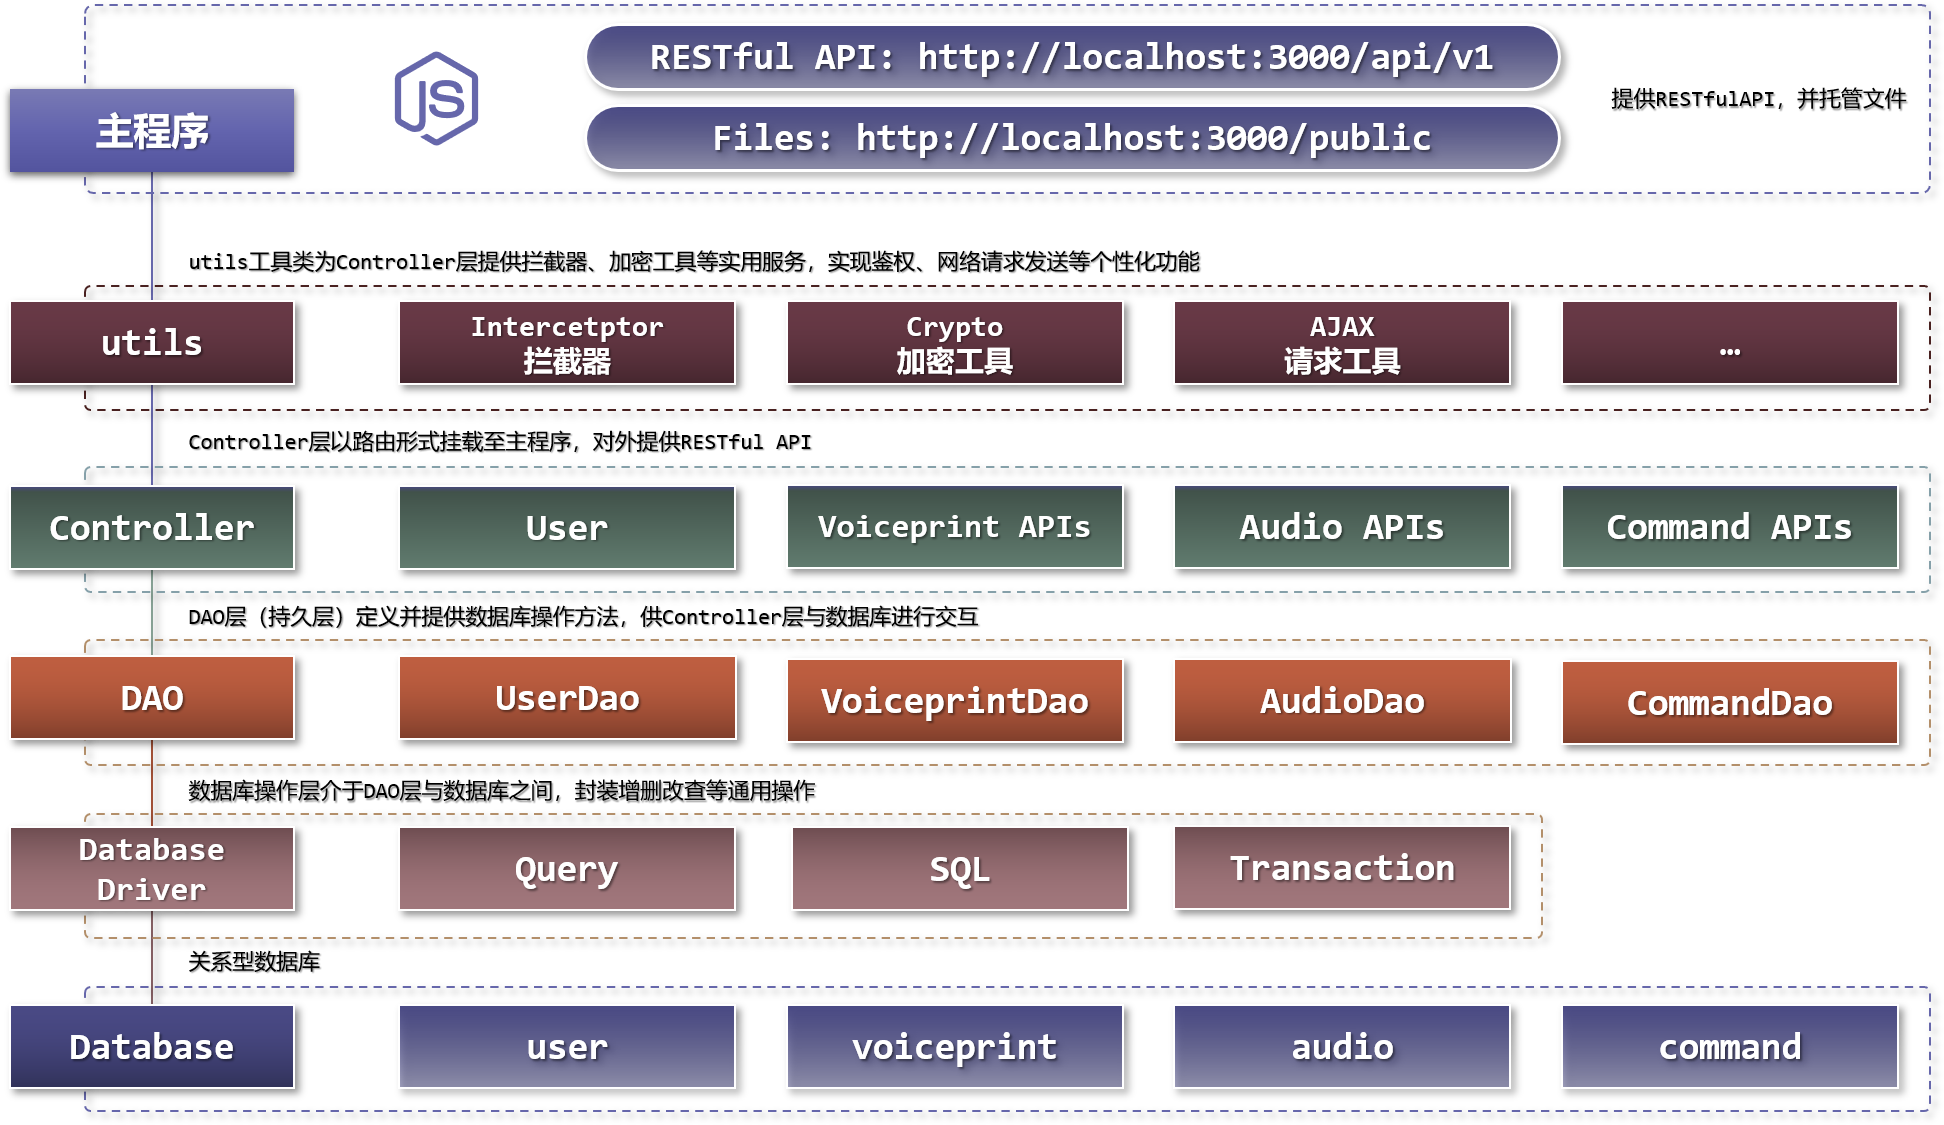 RESTful API: http://localhost:3000/api/v1
JS
提供RESTfulAPI，并托管文件
主程序
Files: http://localhost:3000/public
utils工具类为Controller层提供拦截器、加密工具等实用服务，实现鉴权、网络请求发送等个性化功能
utils
Intercetptor
拦截器
Crypto
加密工具
AJAX
请求工具
…
Controller层以路由形式挂载至主程序，对外提供RESTful API
Controller
User
Voiceprint APIs
Audio APIs
Command APIs
DAO层（持久层）定义并提供数据库操作方法，供Controller层与数据库进行交互
DAO
UserDao
VoiceprintDao
AudioDao
CommandDao
数据库操作层介于DAO层与数据库之间，封装增删改查等通用操作
Database
Driver
Query
SQL
Transaction
关系型数据库
Database
user
voiceprint
audio
command